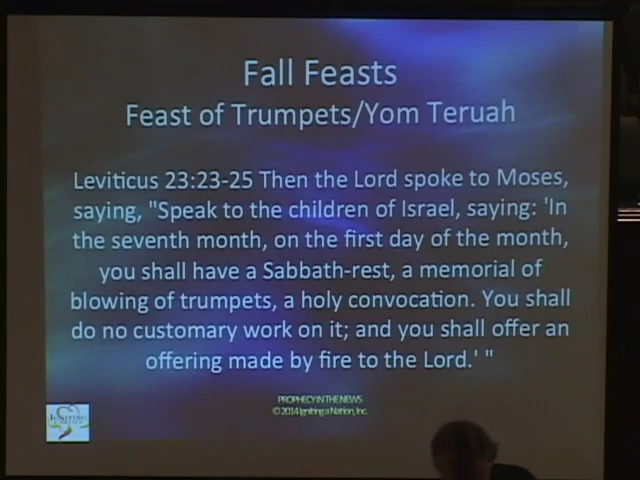 Fall Feasts
Feast of Trumpets/Yom Teruah
Leviticus 23:23-25 Then the Lord spoke to Moses,
saying, "Speak to the children of Israel, saying: 'In
the seventh month, on the first day of the month,
you shall have a Sabbath-rest, a memorial of
blowing of trumpets, a holy convocation. You shall
do no customary work on it; and you shall offer an
offering made by fire to the Lord.' "
PROPHECY IN THE NEWS
© 2014 Igniting a Nation, Inc.
IGNITING